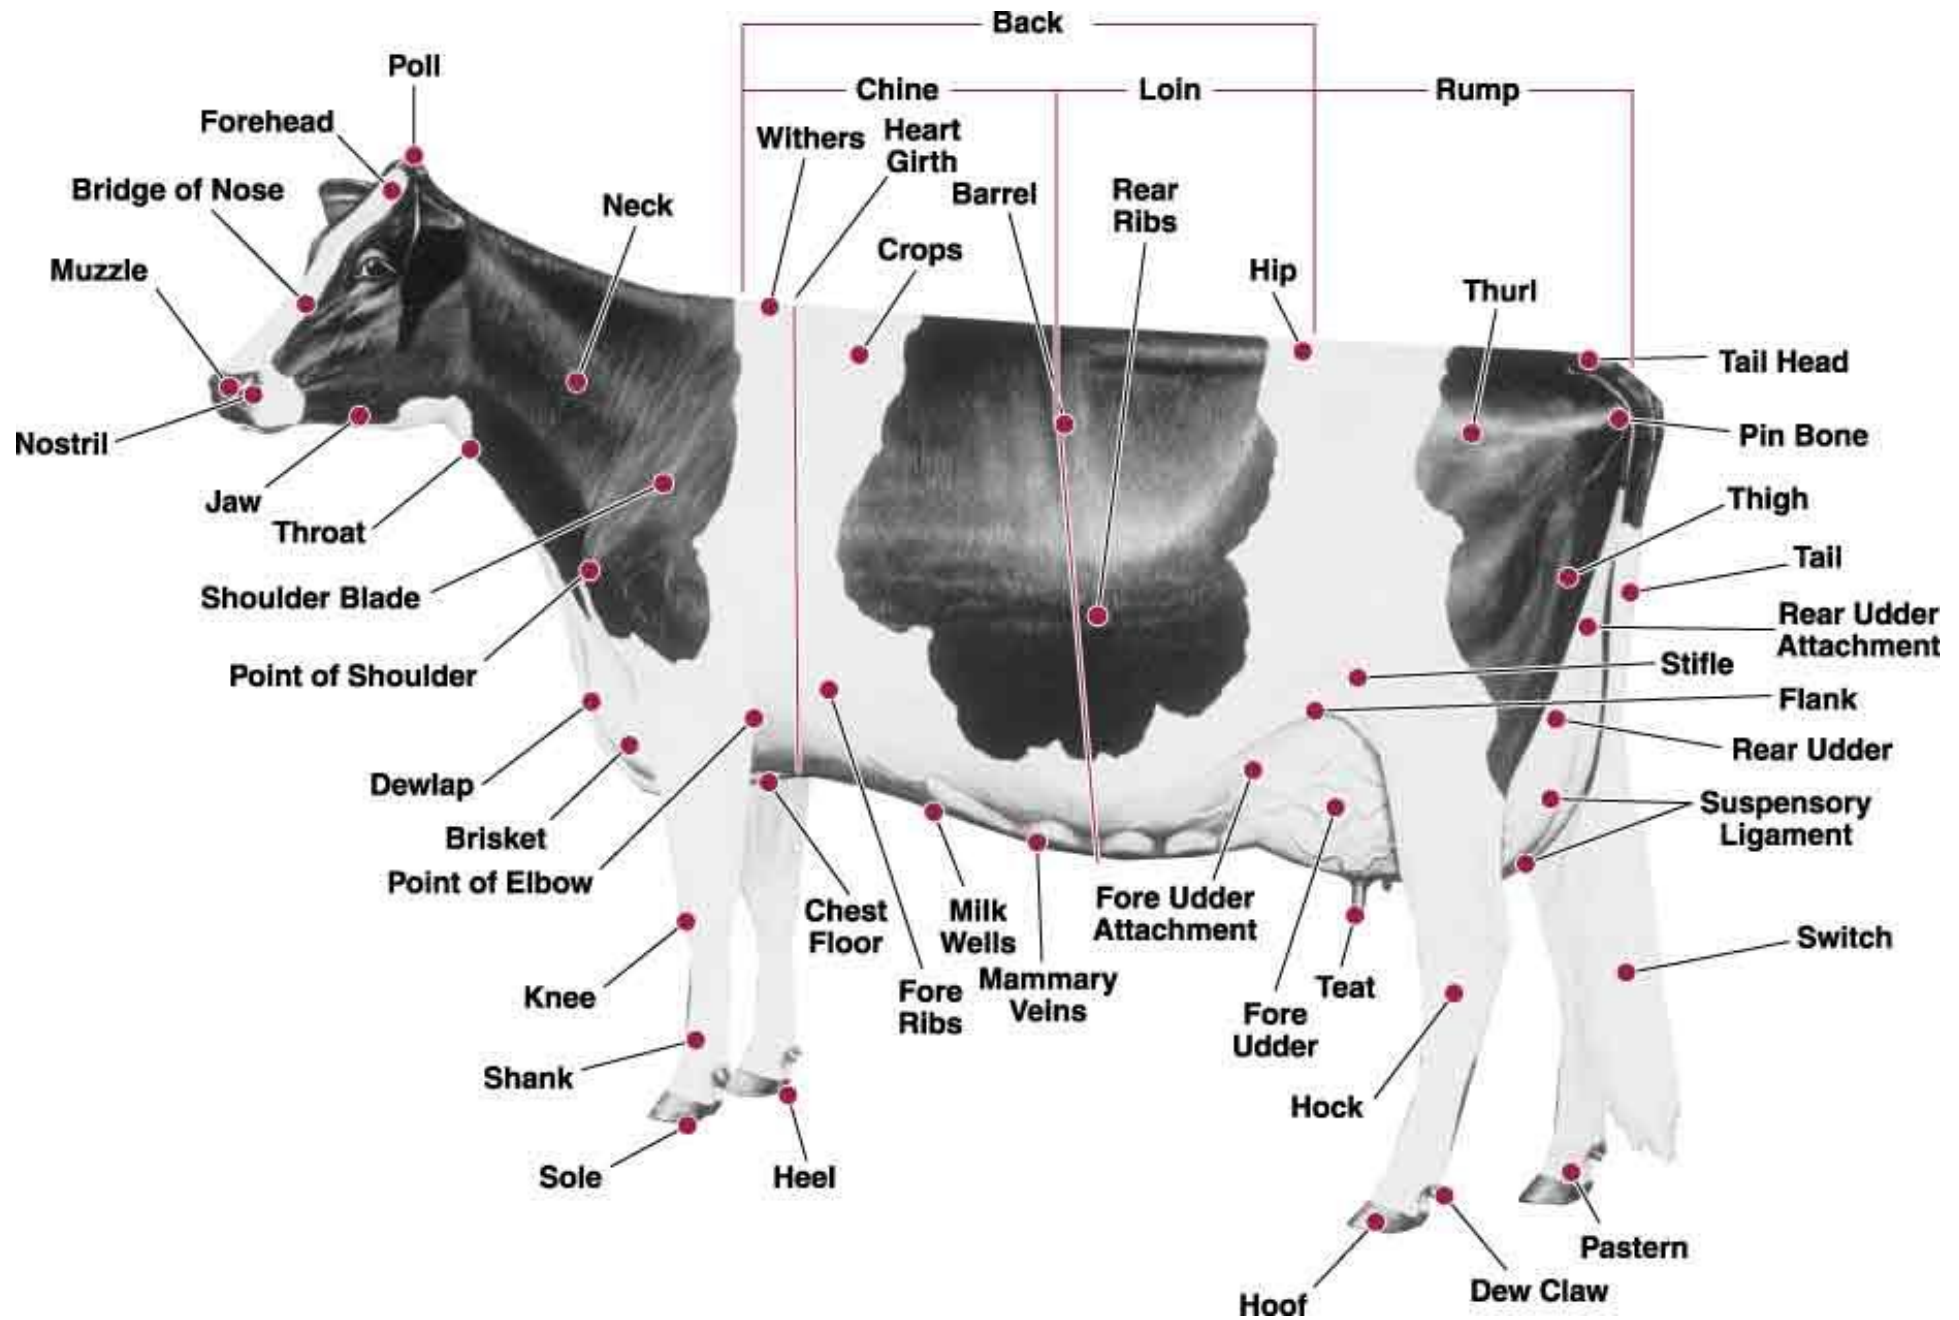 Back
Poll
Chine
Loin
Rump
Forehead
Withers
Heart
Girth
Bridge of Nose
Neck
Barrel
Rear
Ribs
Crops
Muzzle
Hip
Thurl
Tail Head
Nostril
Pin Bone
Jaw
Throat
Thigh
Shoulder Blade
Tail
Rear Udder
Attachment
Point of Shoulder
Stifle
Flank
Dewlap
Rear Udder
Brisket
Suspensory
Ligament
Point of Elbow
Chest
Floor
Milk
Wells
Fore Udder
Attachment
Switch
Knee
Fore
Ribs
Mammary
Veins
Teat
Fore
Udder
Shank
Hock
Sole
Heel
Pastern
Dew Claw
Hoof